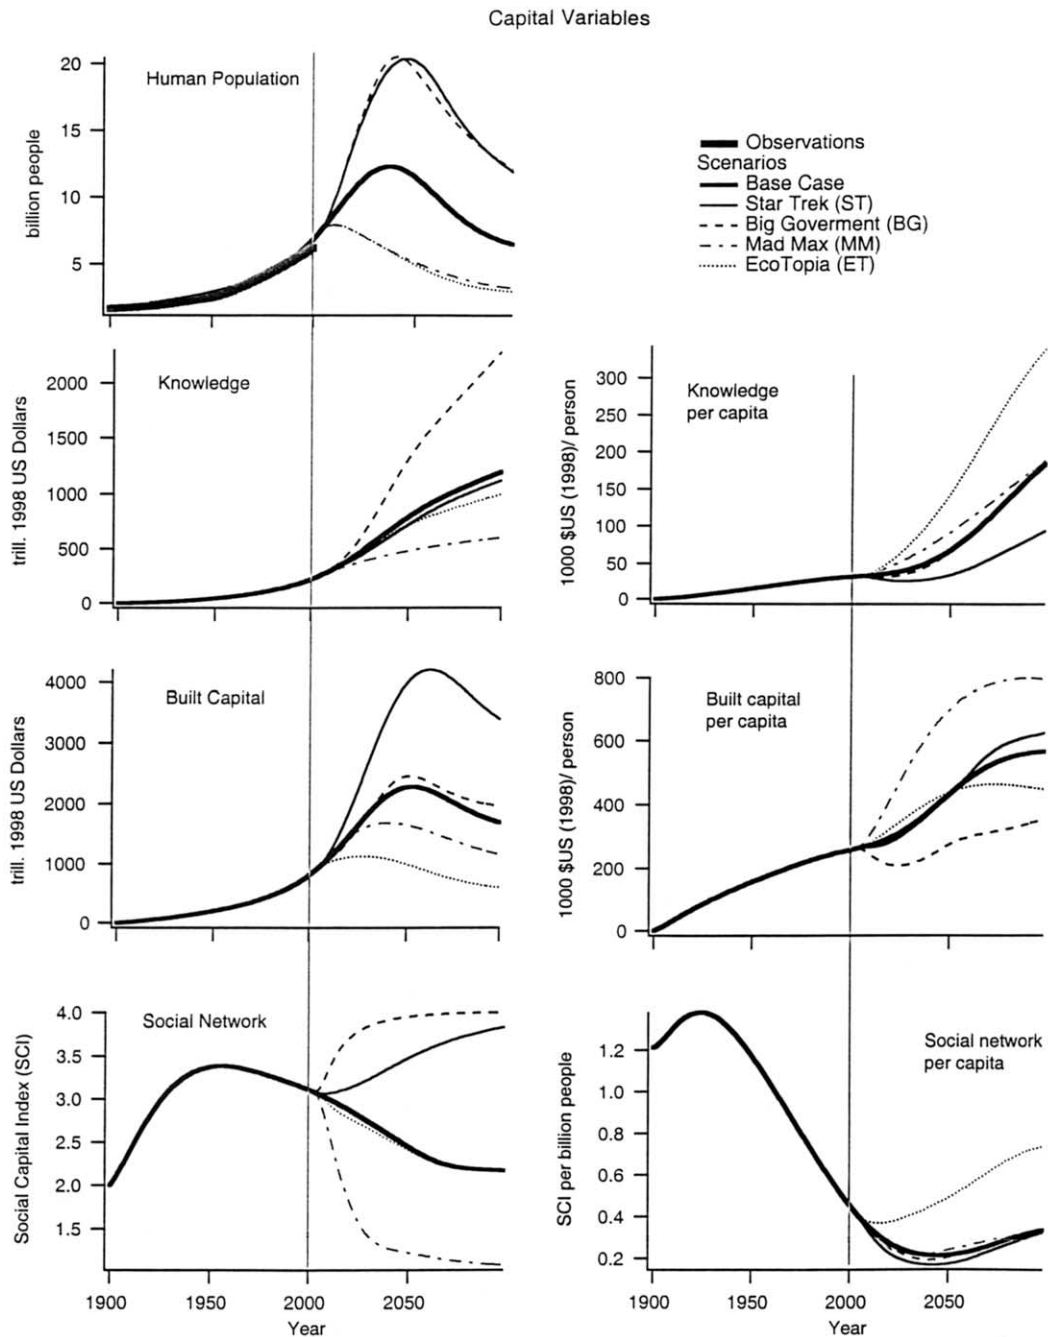 Capital Variables
Human Population
billion people
20
15
10
5
Observations
Scenarios
Base Case
Star Trek (ST)
Big Goverment (BG)
Mad Max (MM)
EcoTopia (ET)
Knowledge
trill. 1998 US Dollars
2000
1500
1000
500
0
Knowledge
per capita
1000 $US (1998)/ person
300
250
200
150
100
50
0
Built Capital
trill. 1998 US Dollars
4000
3000
2000
1000
0
Built capital
per capita
1000 $US (1998)/ person
800
600
400
200
0
Social Network
Social Capital Index (SCI)
4.0
3.5
3.0
2.5
2.0
1.5
1900
1950
2000
2050
Year
Social network
per capita
SCI per billion people
1.2
1.0
0.8
0.6
0.4
0.2
1900
1950
2000
2050
Year